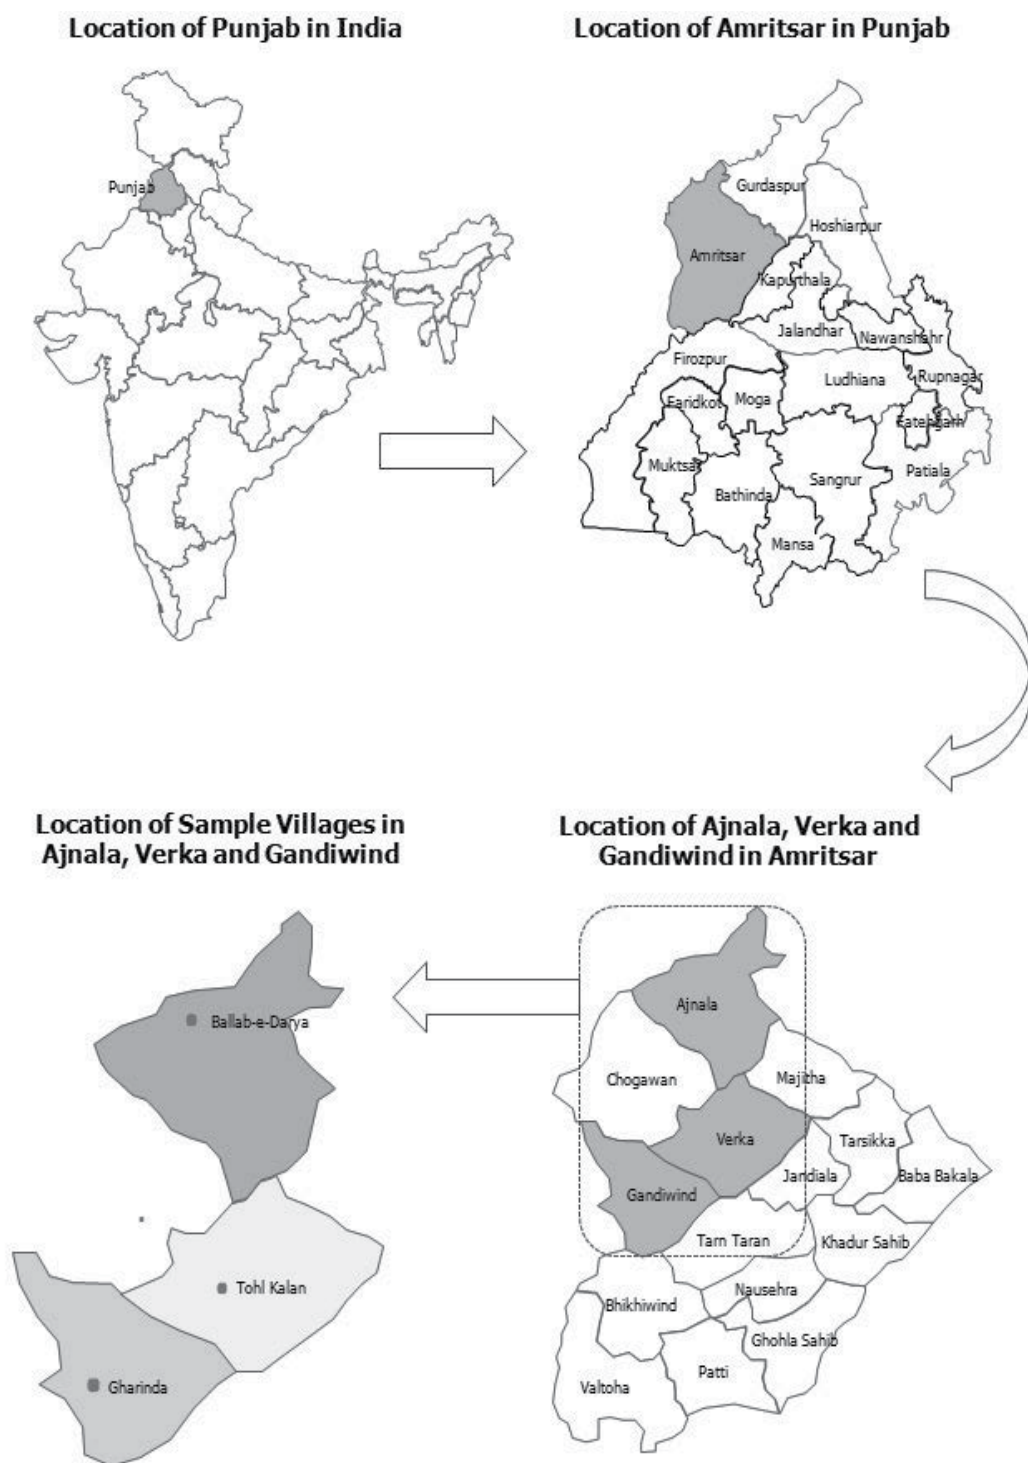 Location of Punjab in India
Punjab
Location of Amritsar in Punjab
Gurdaspur
Hoshiarpur
Amritsar
Kapurthala
Jalandhar
Nawanshahr
Firozpur
Ludhiana
Rupnagar
Faridkot
Moga
Fatehgarh
Muktsar
Sangrur
Patiala
Bathinda
Mansa
Location of Sample Villages in
Ajnala, Verka and Gandiwind
Ballab-e-Darya
Tohl Kalan
Gharinda
Location of Ajnala, Verka and
Gandiwind in Amritsar
Ajnala
Chogawan
Majitha
Verka
Tarsikka
Jandiala
Baba Bakala
Gandiwind
Tarn Taran
Khadur Sahib
Nausehra
Bhikhiwind
Ghohla Sahib
Patti
Valtoha